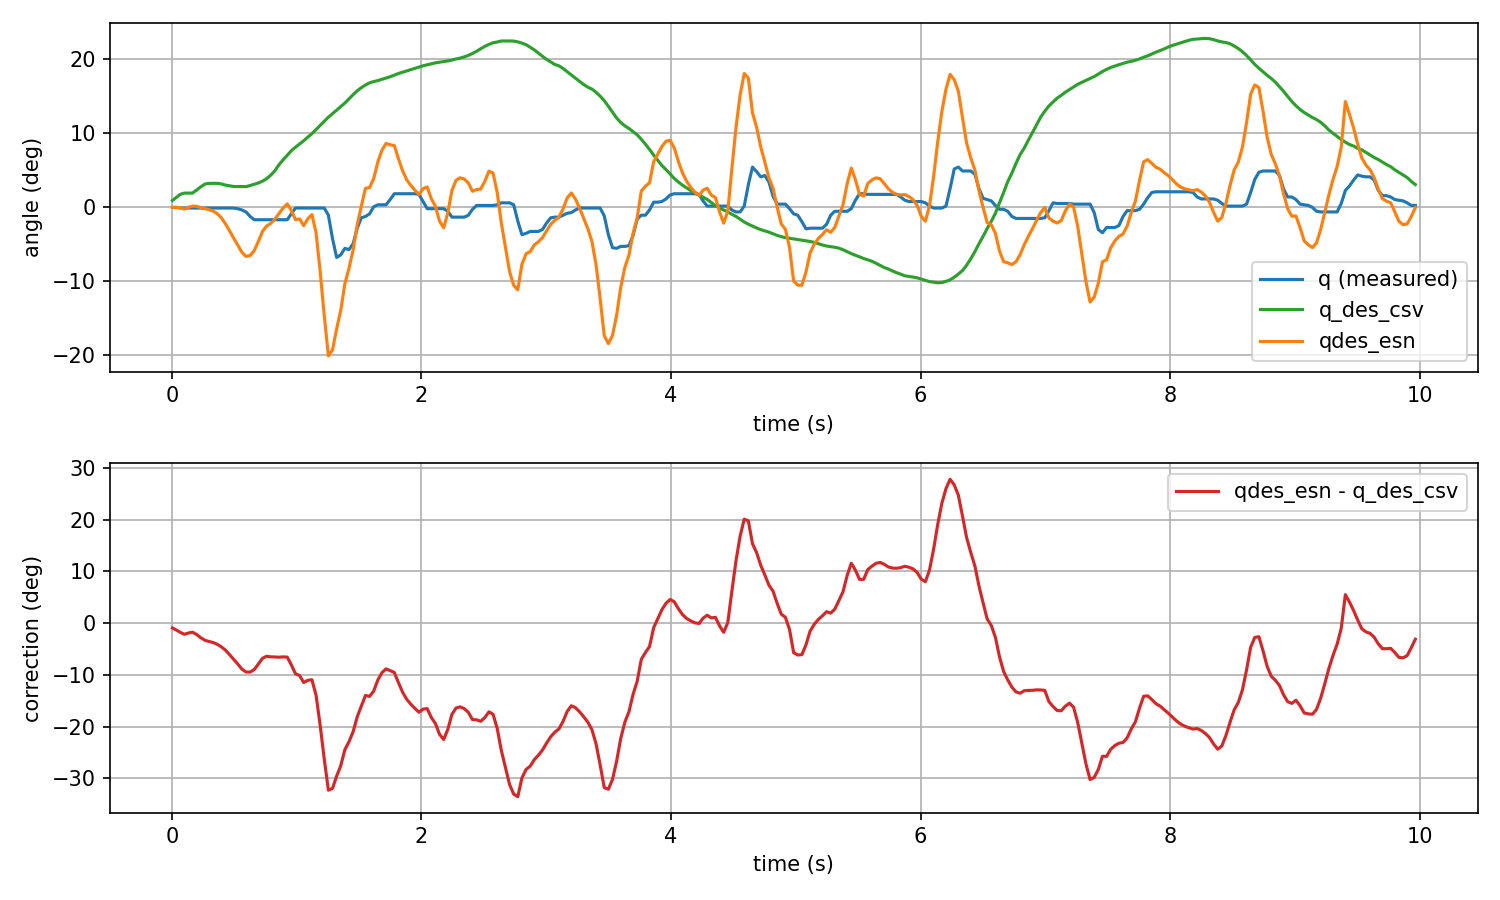 20
10
0
−10
−20
angle (deg)
q (measured)
q_des_csv
qdes_esn
0 2 4 6 8 10
time (s)
30
20
10
0
−10
−20
−30
correction (deg)
qdes_esn - q_des_csv
0 2 4 6 8 10
time (s)